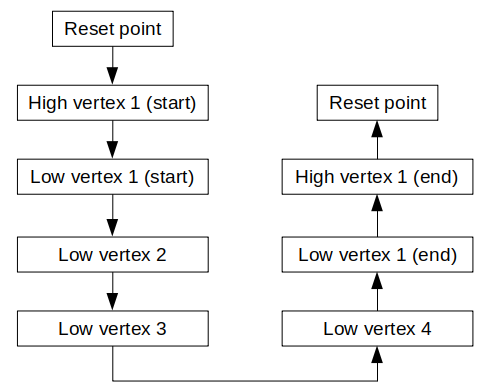 Reset point
High vertex 1 (start)
Low vertex 1 (start)
Low vertex 2
Low vertex 3
Low vertex 4
Low vertex 1 (end)
High vertex 1 (end)
Reset point